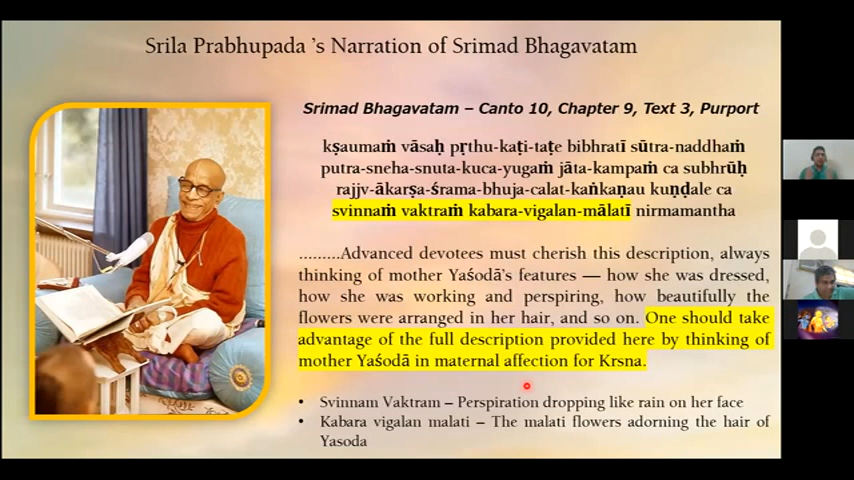 Srila Prabhupada 's Narration of Srimad Bhagavatam
Srimad Bhagavatam – Canto 10, Chapter 9, Text 3, Purport
kṣaumaṁ vāsaḥ pṛthu-kaṭi-taṭe bibhratī sūtra-naddhaṁ
putra-sneha-snuta-kuca-yugaṁ jāta-kampaṁ ca subhrūḥ
rajjv-ākarṣa-śrama-bhuja-calat-kaṅkaṇau kuṇḍale ca
svinnaṁ vaktraṁ kabara-vigalan-mālatī nirmamantha
.........Advanced devotees must cherish this description, always
thinking of mother Yaśodā's features — how she was dressed,
how she was working and perspiring, how beautifully the
flowers were arranged in her hair, and so on. One should take
advantage of the full description provided here by thinking of
mother Yaśodā in maternal affection for Krsna.
• Svinnam Vaktram – Perspiration dropping like rain on her face
• Kabara vigalan malati – The malati flowers adorning the hair of
Yasoda